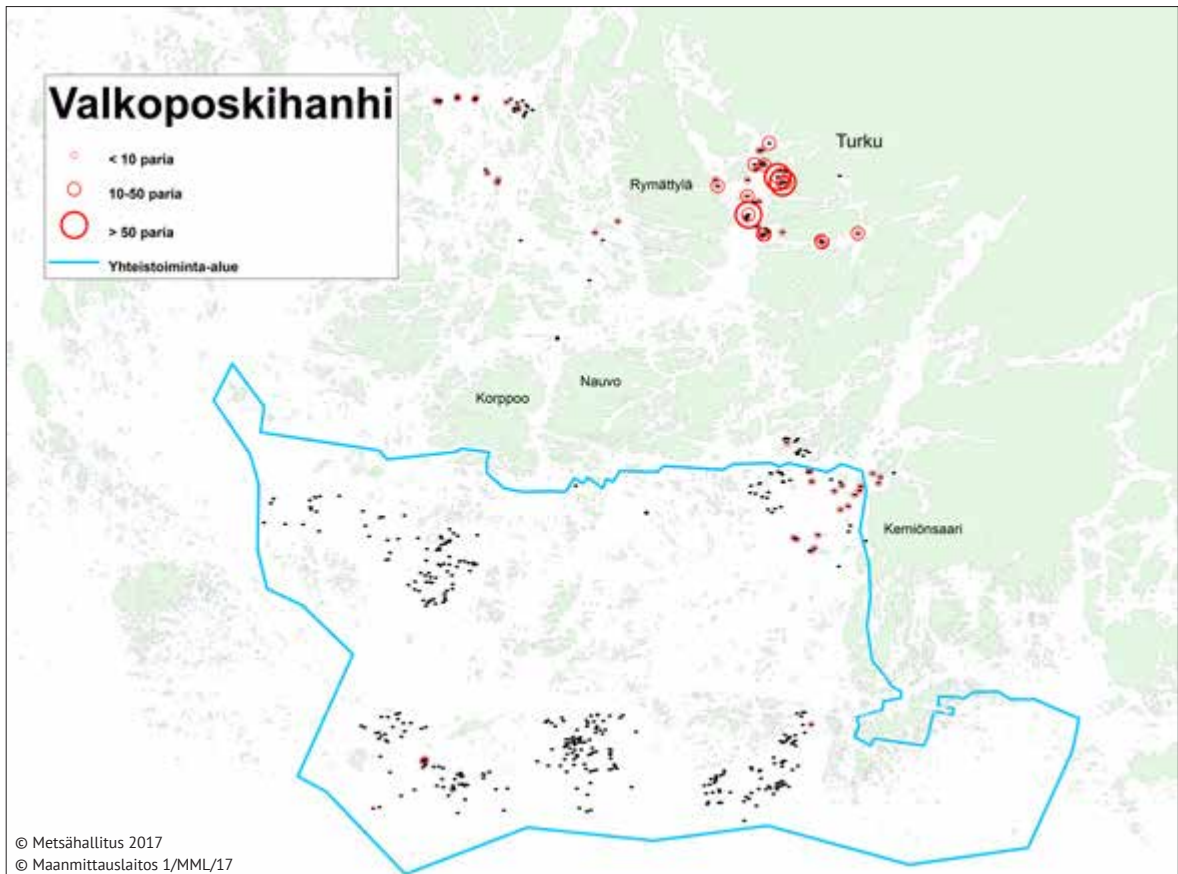 Valkoposkihanhi
< 10 paria
10-50 paria
> 50 paria
Yhteistoiminta-alue
Turku
Rymättylä
Nauvo
Korppoo
Kemiönsaari
© Metsähallitus 2017
© Maanmittauslaitos 1/MML/17